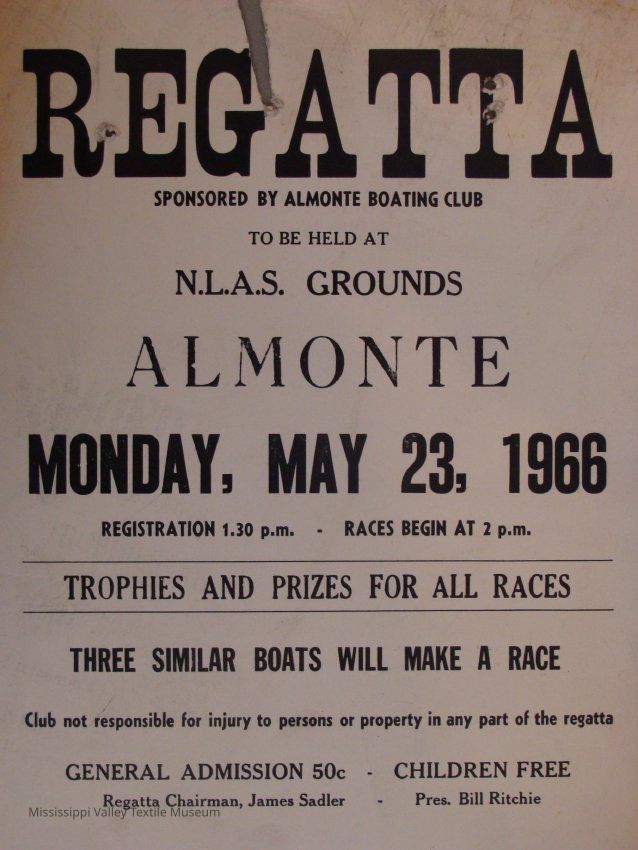 REGATTA
SPONSORED BY ALMONTE BOATING CLUB
TO BE HELD AT
N.L.A.S. GROUNDS
ALMONTE
MONDAY, MAY 23, 1966
REGISTRATION 1.30 p.m. - RACES BEGIN AT 2 p.m.
TROPHIES AND PRIZES FOR ALL RACES
THREE SIMILAR BOATS WILL MAKE A RACE
Club not responsible for injury to persons or property in any part of the regatta
GENERAL ADMISSION 50c - CHILDREN FREE
Regatta Chairman, James Sadler - Pres. Bill Ritchie
Mississippi Valley Textile Museum